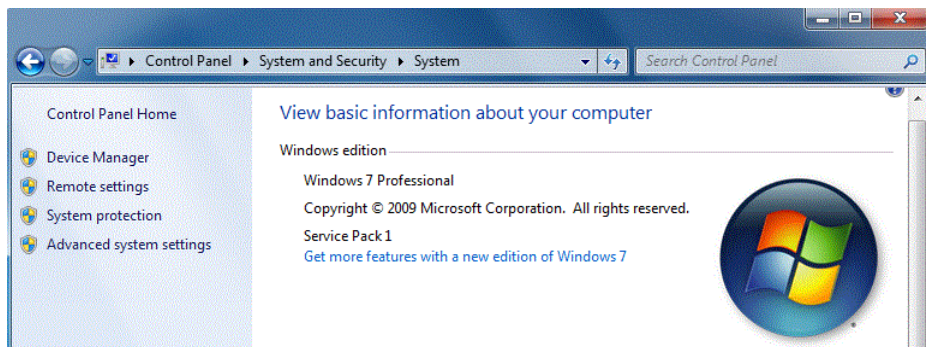 Control Panel System and Security System Search Control Panel
Control Panel Home
Device Manager
Remote settings
System protection
Advanced system settings
View basic information about your computer
Windows edition
Windows 7 Professional
Copyright © 2009 Microsoft Corporation. All rights reserved.
Service Pack 1
Get more features with a new edition of Windows 7